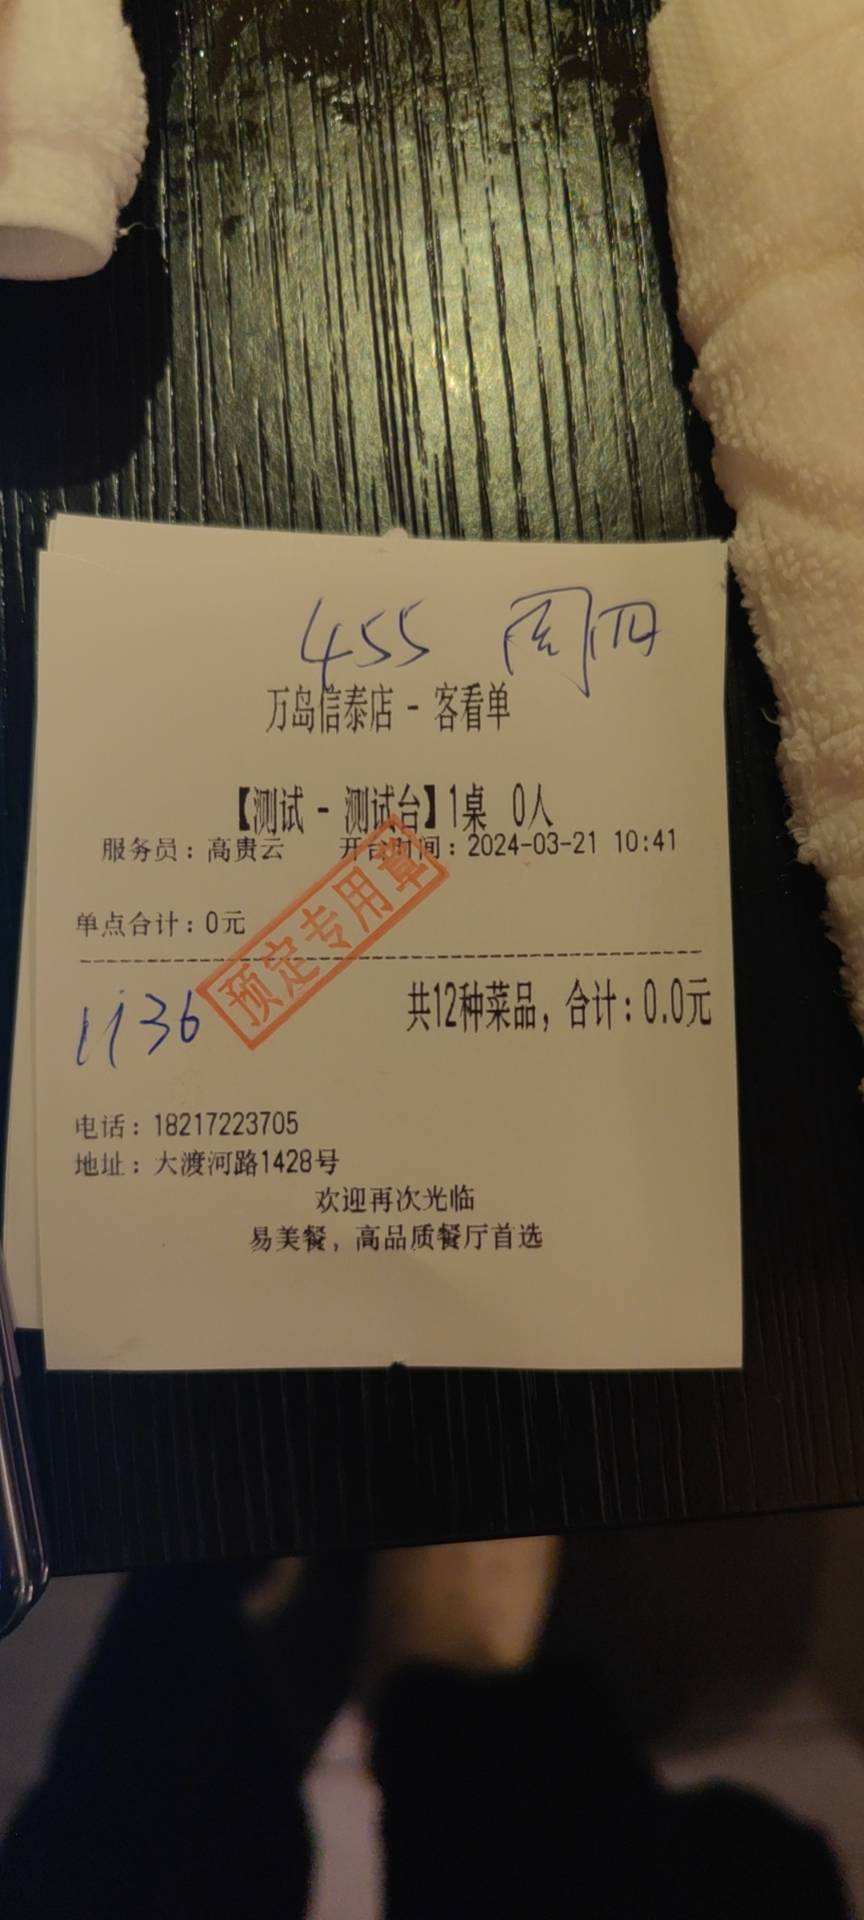 455 周四
万岛信泰店 - 客看单
【测试 - 测试台】1桌 0人
服务员：高贵云 开台时间：2024-03-21 10:41
单点合计：0元
预定专用章
11:36 共12种菜品，合计：0.0元
电话：18217223705
地址：大渡河路1428号
欢迎再次光临
易美餐，高品质餐厅首选